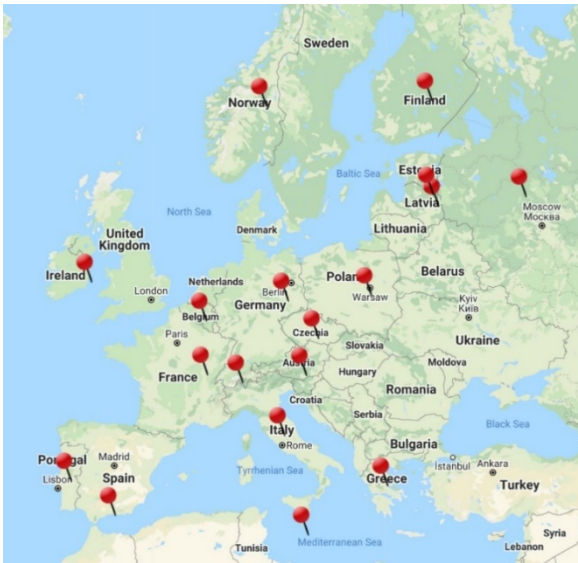 Sweden
Norway
Finland
Estonia
Baltic Sea
Moscow
Москва
Latvia
North Sea
Denmark
Lithuania
United
Kingdom
Ireland
Belarus
Netherlands
Berlin
Poland
London
Warsaw
Germany
Belgium
Kyiv
Київ
Paris
Czechia
Ukraine
Slovakia
Austria
Moldova
France
Hungary
Romania
Croatia
Serbia
Italy
Black Sea
Rome
Bulgaria
Portugal
Madrid
Istanbul
Ankara
Tyrrhenian Sea
Lisbon
Spain
Greece
Turkey
Syria
Tunisia
Mediterranean Sea
Lebanon